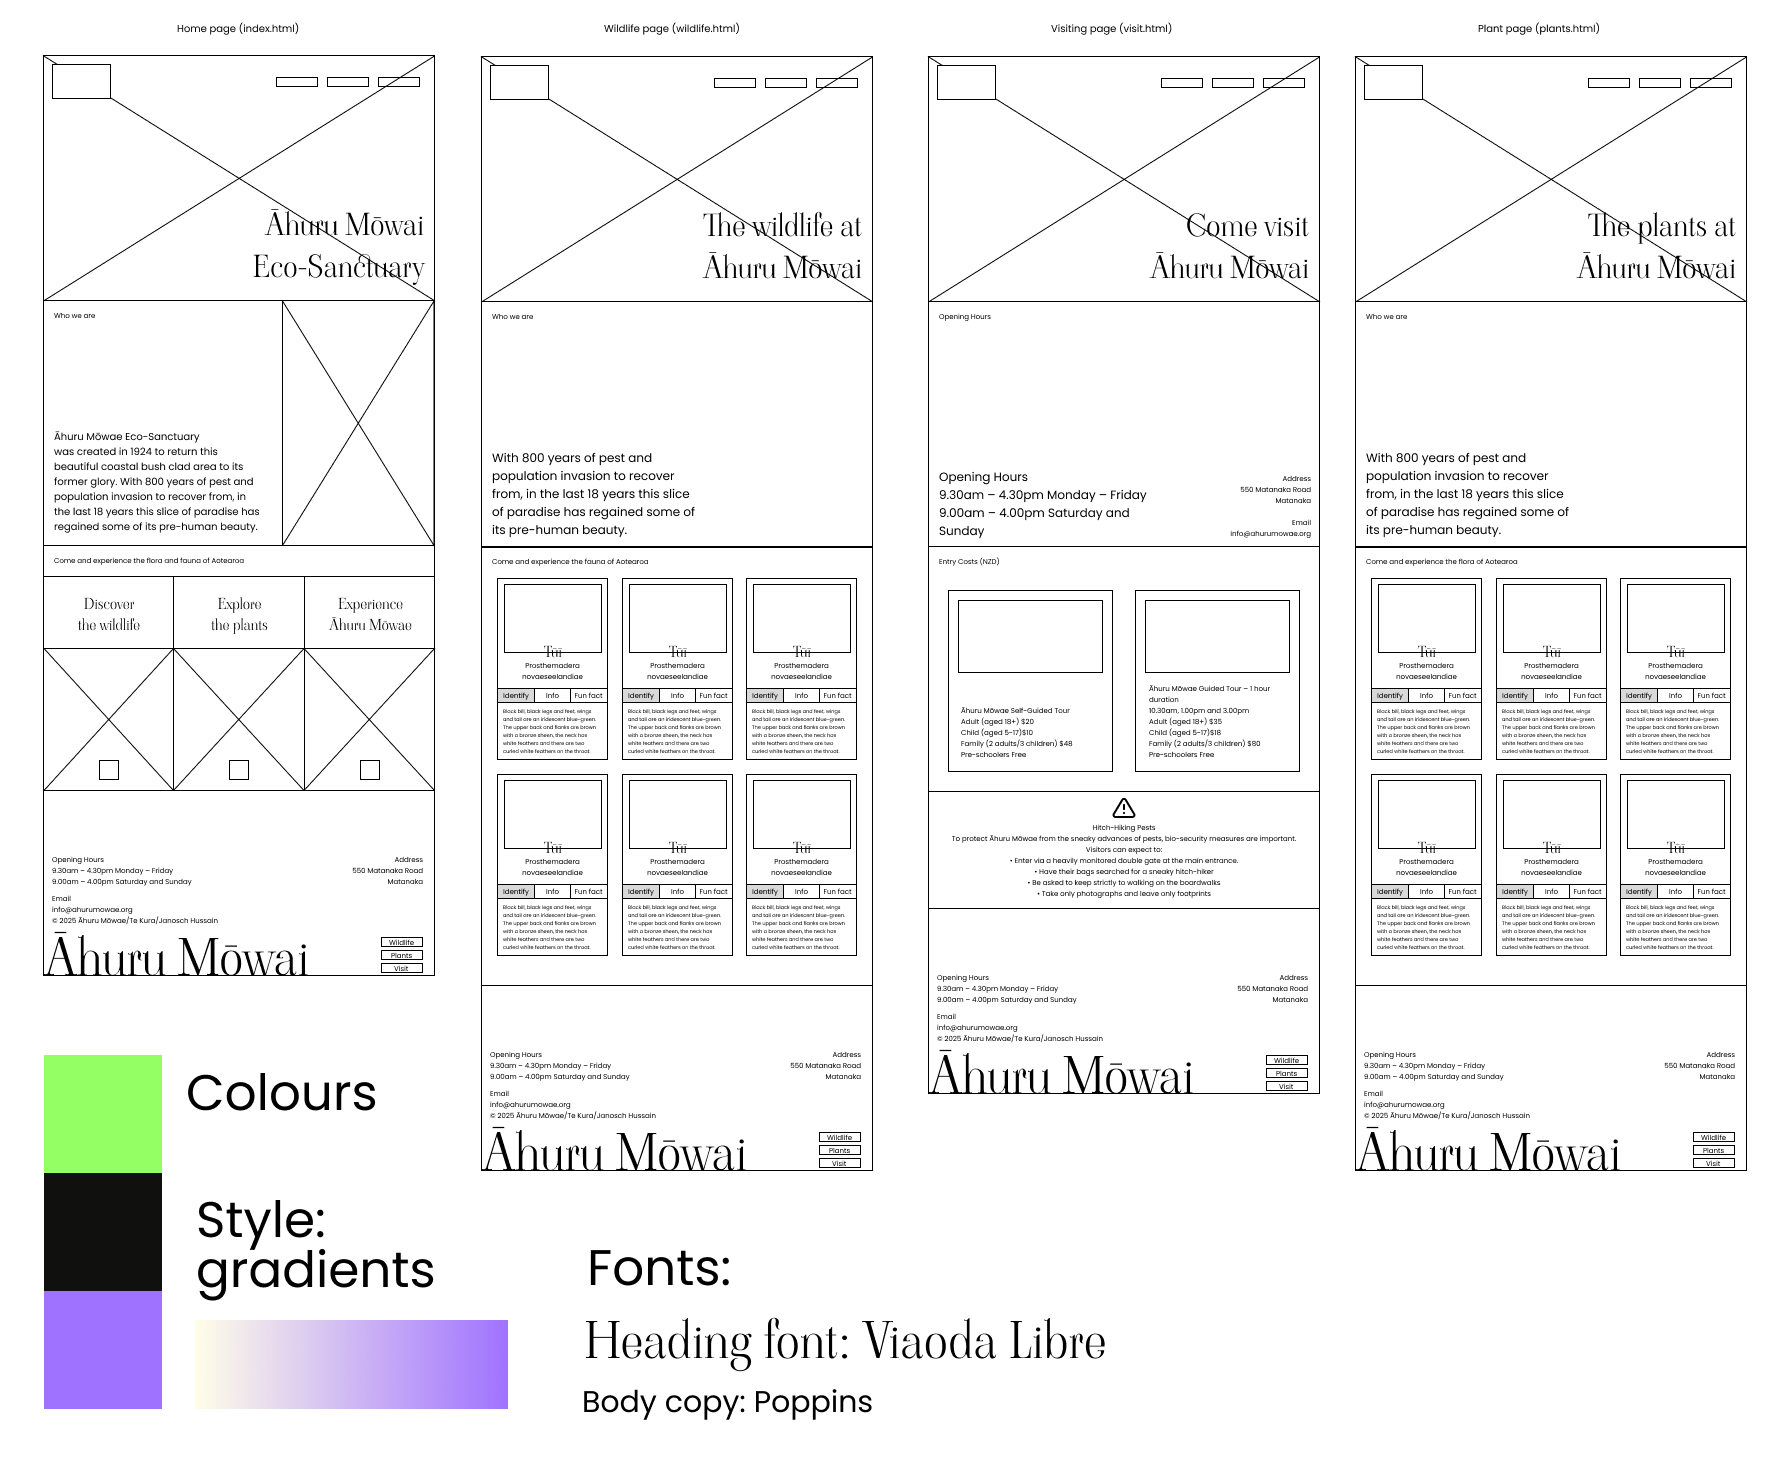 Home page (index.html)
Āhuru Mōwai
Eco-Sanctuary
Who we are
Āhuru Mōwae Eco-Sanctuary
was created in 1924 to return this
beautiful coastal bush clad area to its
former glory. With 800 years of pest and
population invasion to recover from, in
the last 18 years this slice of paradise has
regained some of its pre-human beauty.
Come and experience the flora and fauna of Aotearoa
Discover
the wildlife
Explore
the plants
Experience
Āhuru Mōwae
Opening Hours
9.30am – 4.30pm Monday – Friday
9.00am – 4.00pm Saturday and Sunday
Address
550 Matanaka Road
Matanaka
Email
info@ahurumowae.org
© 2025 Āhuru Mōwae/Te Kura/Janosch Hussain
Āhuru Mōwai
Wildlife
Plants
Visit
Wildlife page (wildlife.html)
The wildlife at
Āhuru Mōwai
Who we are
With 800 years of pest and
population invasion to recover
from, in the last 18 years this slice
of paradise has regained some of
its pre-human beauty.
Come and experience the fauna of Aotearoa
Tūī
Prosthemadera
novaeseelandiae
Identify Info Fun fact
Black bill, black legs and feet, wings
and tail are an iridescent blue-green.
The upper back and flanks are brown
with a bronze sheen, the neck has
white feathers and there are two
curled white feathers on the throat.
Tūī
Prosthemadera
novaeseelandiae
Identify Info Fun fact
Black bill, black legs and feet, wings
and tail are an iridescent blue-green.
The upper back and flanks are brown
with a bronze sheen, the neck has
white feathers and there are two
curled white feathers on the throat.
Tūī
Prosthemadera
novaeseelandiae
Identify Info Fun fact
Black bill, black legs and feet, wings
and tail are an iridescent blue-green.
The upper back and flanks are brown
with a bronze sheen, the neck has
white feathers and there are two
curled white feathers on the throat.
Tūī
Prosthemadera
novaeseelandiae
Identify Info Fun fact
Black bill, black legs and feet, wings
and tail are an iridescent blue-green.
The upper back and flanks are brown
with a bronze sheen, the neck has
white feathers and there are two
curled white feathers on the throat.
Tūī
Prosthemadera
novaeseelandiae
Identify Info Fun fact
Black bill, black legs and feet, wings
and tail are an iridescent blue-green.
The upper back and flanks are brown
with a bronze sheen, the neck has
white feathers and there are two
curled white feathers on the throat.
Tūī
Prosthemadera
novaeseelandiae
Identify Info Fun fact
Black bill, black legs and feet, wings
and tail are an iridescent blue-green.
The upper back and flanks are brown
with a bronze sheen, the neck has
white feathers and there are two
curled white feathers on the throat.
Opening Hours
9.30am – 4.30pm Monday – Friday
9.00am – 4.00pm Saturday and Sunday
Address
550 Matanaka Road
Matanaka
Email
info@ahurumowae.org
© 2025 Āhuru Mōwae/Te Kura/Janosch Hussain
Āhuru Mōwai
Wildlife
Plants
Visit
Visiting page (visit.html)
Come visit
Āhuru Mōwai
Opening Hours
Opening Hours
9.30am – 4.30pm Monday – Friday
9.00am – 4.00pm Saturday and
Sunday
Address
550 Matanaka Road
Matanaka
Email
info@ahurumowae.org
Entry Costs (NZD)
Āhuru Mōwae Self-Guided Tour
Adult (aged 18+) $20
Child (aged 5-17)$10
Family (2 adults/3 children) $48
Pre-schoolers Free
Āhuru Mōwae Guided Tour – 1 hour
duration
10.30am, 1.00pm and 3.00pm
Adult (aged 18+) $35
Child (aged 5-17)$18
Family (2 adults/3 children) $80
Pre-schoolers Free
Hitch-Hiking Pests
To protect Āhuru Mōwae from the sneaky advances of pests, bio-security measures are important.
Visitors can expect to:
• Enter via a heavily monitored double gate at the main entrance.
• Have their bags searched for a sneaky hitch-hiker
• Be asked to keep strictly to walking on the boardwalks
• Take only photographs and leave only footprints
Opening Hours
9.30am – 4.30pm Monday – Friday
9.00am – 4.00pm Saturday and Sunday
Address
550 Matanaka Road
Matanaka
Email
info@ahurumowae.org
© 2025 Āhuru Mōwae/Te Kura/Janosch Hussain
Āhuru Mōwai
Wildlife
Plants
Visit
Plant page (plants.html)
The plants at
Āhuru Mōwai
Who we are
With 800 years of pest and
population invasion to recover
from, in the last 18 years this slice
of paradise has regained some of
its pre-human beauty.
Come and experience the flora of Aotearoa
Tūī
Prosthemadera
novaeseelandiae
Identify Info Fun fact
Black bill, black legs and feet, wings
and tail are an iridescent blue-green.
The upper back and flanks are brown
with a bronze sheen, the neck has
white feathers and there are two
curled white feathers on the throat.
Tūī
Prosthemadera
novaeseelandiae
Identify Info Fun fact
Black bill, black legs and feet, wings
and tail are an iridescent blue-green.
The upper back and flanks are brown
with a bronze sheen, the neck has
white feathers and there are two
curled white feathers on the throat.
Tūī
Prosthemadera
novaeseelandiae
Identify Info Fun fact
Black bill, black legs and feet, wings
and tail are an iridescent blue-green.
The upper back and flanks are brown
with a bronze sheen, the neck has
white feathers and there are two
curled white feathers on the throat.
Tūī
Prosthemadera
novaeseelandiae
Identify Info Fun fact
Black bill, black legs and feet, wings
and tail are an iridescent blue-green.
The upper back and flanks are brown
with a bronze sheen, the neck has
white feathers and there are two
curled white feathers on the throat.
Tūī
Prosthemadera
novaeseelandiae
Identify Info Fun fact
Black bill, black legs and feet, wings
and tail are an iridescent blue-green.
The upper back and flanks are brown
with a bronze sheen, the neck has
white feathers and there are two
curled white feathers on the throat.
Tūī
Prosthemadera
novaeseelandiae
Identify Info Fun fact
Black bill, black legs and feet, wings
and tail are an iridescent blue-green.
The upper back and flanks are brown
with a bronze sheen, the neck has
white feathers and there are two
curled white feathers on the throat.
Opening Hours
9.30am – 4.30pm Monday – Friday
9.00am – 4.00pm Saturday and Sunday
Address
550 Matanaka Road
Matanaka
Email
info@ahurumowae.org
© 2025 Āhuru Mōwae/Te Kura/Janosch Hussain
Āhuru Mōwai
Wildlife
Plants
Visit
Colours
Style:
gradients
Fonts:
Heading font: Viaoda Libre
Body copy: Poppins